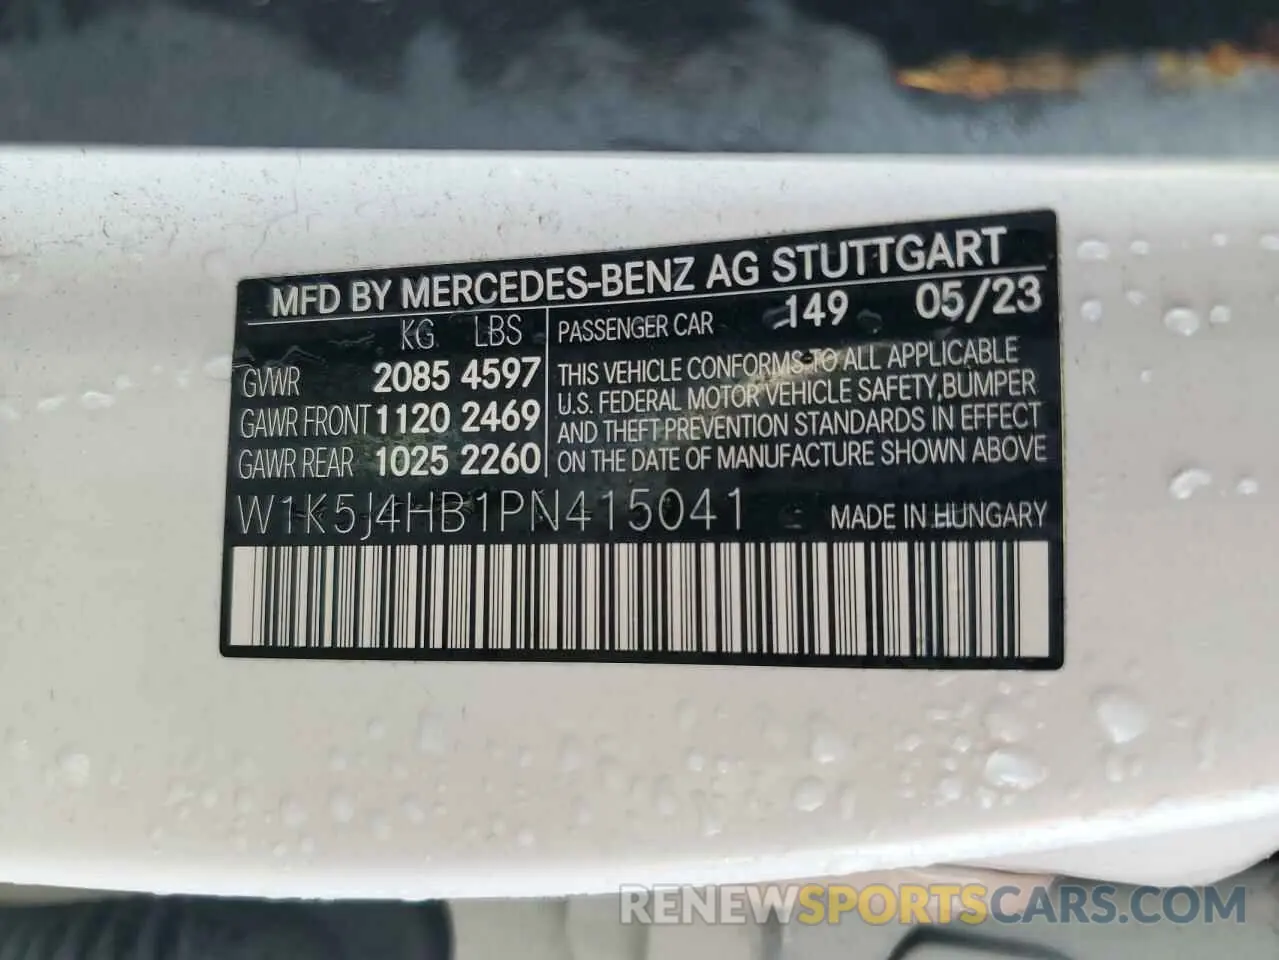 MFD BY MERCEDES-BENZ AG STUTTGART
KG LBS
GVWR 2085 4597
GAWR FRONT 1120 2469
GAWR REAR 1025 2260
PASSENGER CAR 149 05/23
THIS VEHICLE CONFORMS TO ALL APPLICABLE
U.S. FEDERAL MOTOR VEHICLE SAFETY, BUMPER
AND THEFT PREVENTION STANDARDS IN EFFECT
ON THE DATE OF MANUFACTURE SHOWN ABOVE
W1K5J4HB1PN415041 MADE IN HUNGARY
RENEWSPORTSCARS.COM